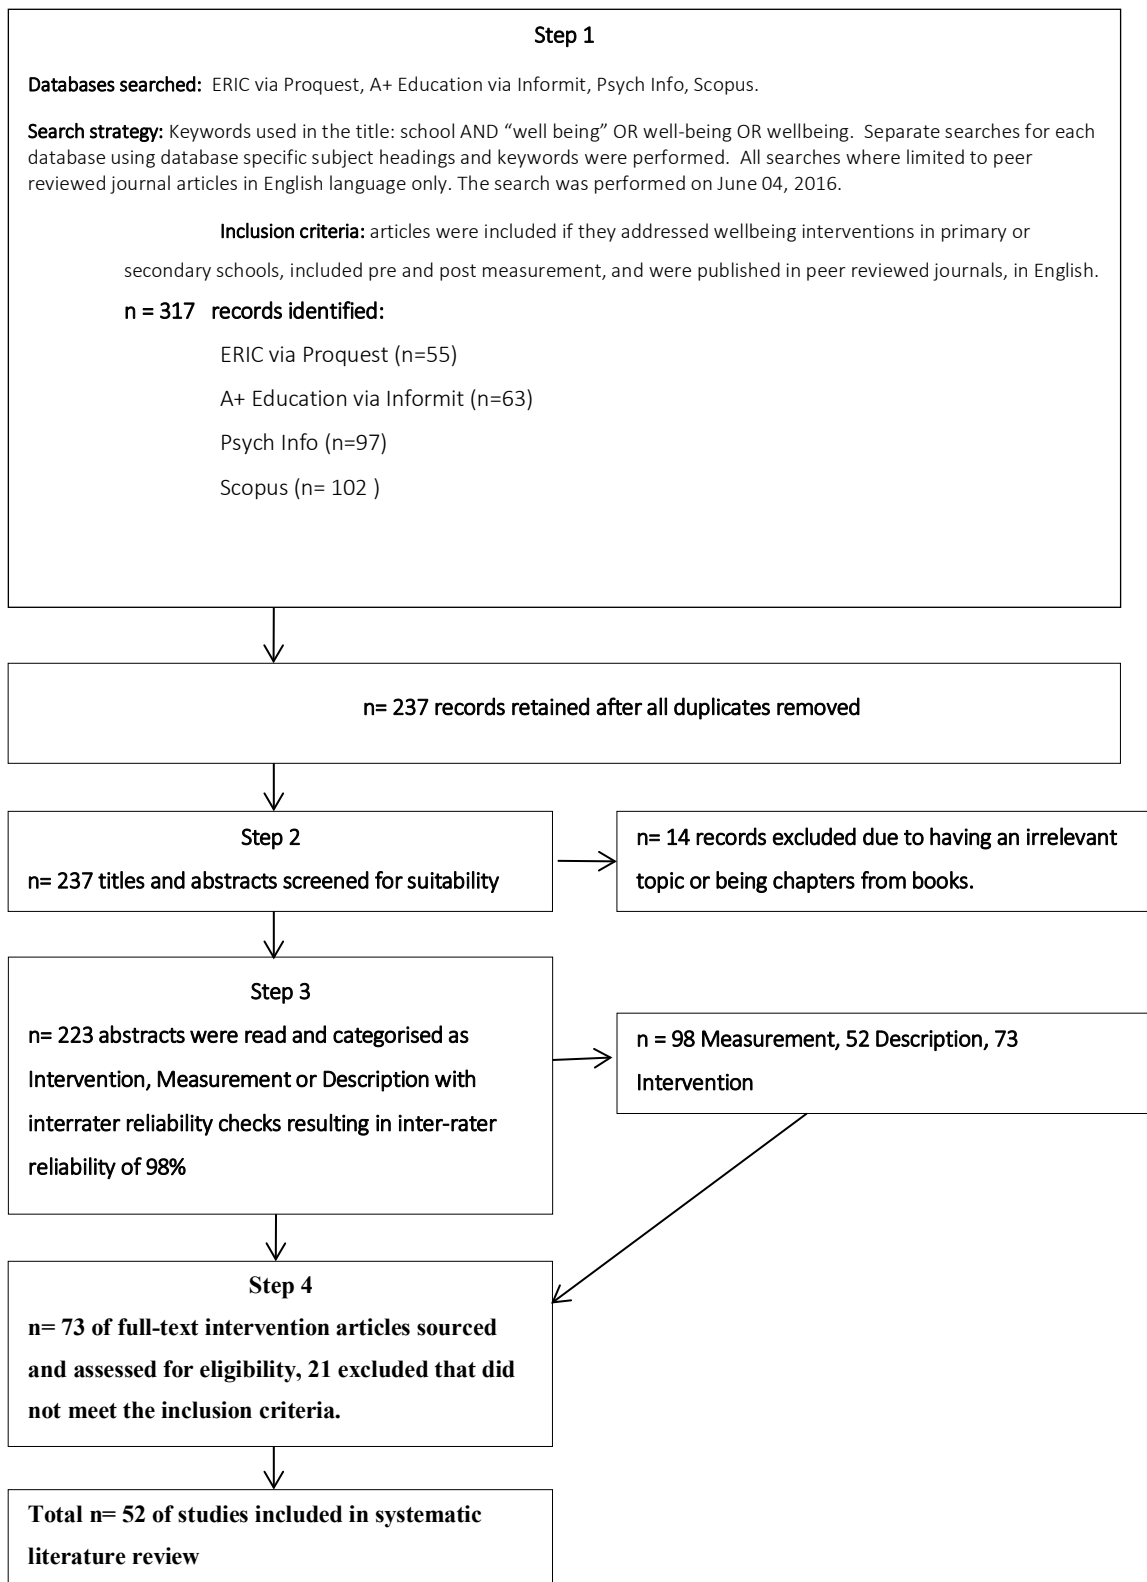 Step 1
Databases searched: ERIC via Proquest, A+ Education via Informit, Psych Info, Scopus.
Search strategy: Keywords used in the title: school AND “well being” OR well-being OR wellbeing. Separate searches for each
database using database specific subject headings and keywords were performed. All searches where limited to peer
reviewed journal articles in English language only. The search was performed on June 04, 2016.
Inclusion criteria: articles were included if they addressed wellbeing interventions in primary or
secondary schools, included pre and post measurement, and were published in peer reviewed journals, in English.
n = 317 records identified:
ERIC via Proquest (n=55)
A+ Education via Informit (n=63)
Psych Info (n=97)
Scopus (n= 102 )
n= 237 records retained after all duplicates removed
Step 2
n= 237 titles and abstracts screened for suitability
n= 14 records excluded due to having an irrelevant
topic or being chapters from books.
Step 3
n= 223 abstracts were read and categorised as
Intervention, Measurement or Description with
interrater reliability checks resulting in inter-rater
reliability of 98%
n = 98 Measurement, 52 Description, 73
Intervention
Step 4
n= 73 of full-text intervention articles sourced
and assessed for eligibility, 21 excluded that did
not meet the inclusion criteria.
Total n= 52 of studies included in systematic
literature review